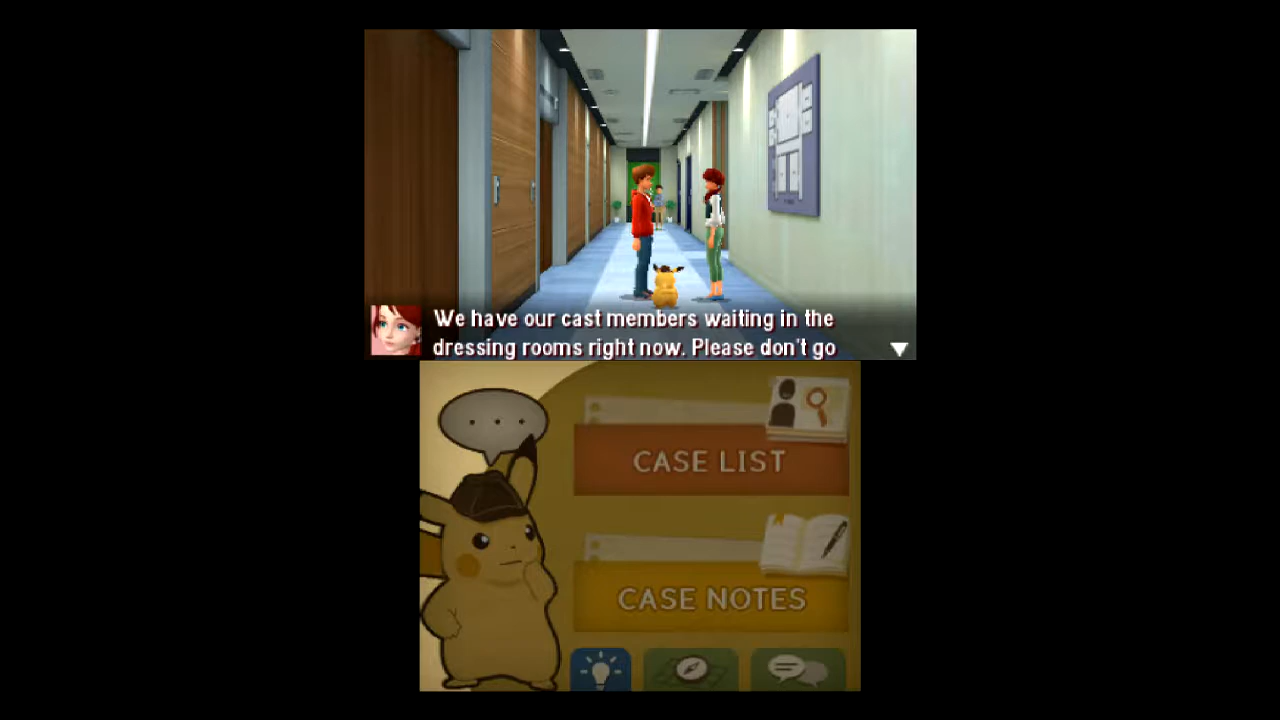 We have our cast members waiting in the
dressing rooms right now. Please don't go
CASE LIST
CASE NOTES